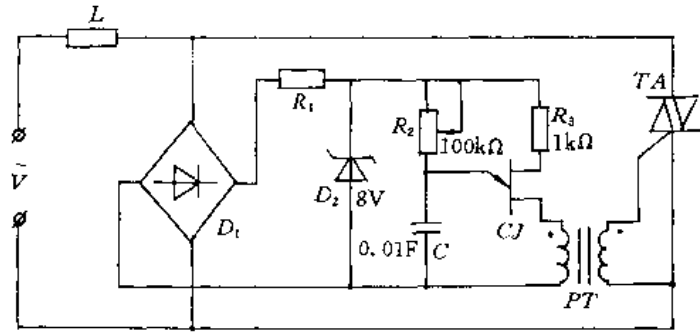 L
R₁
R₂
100kΩ
R₃
1kΩ
TA
~
V
D₁
D₂
8V
0.01F
C
CJ
PT